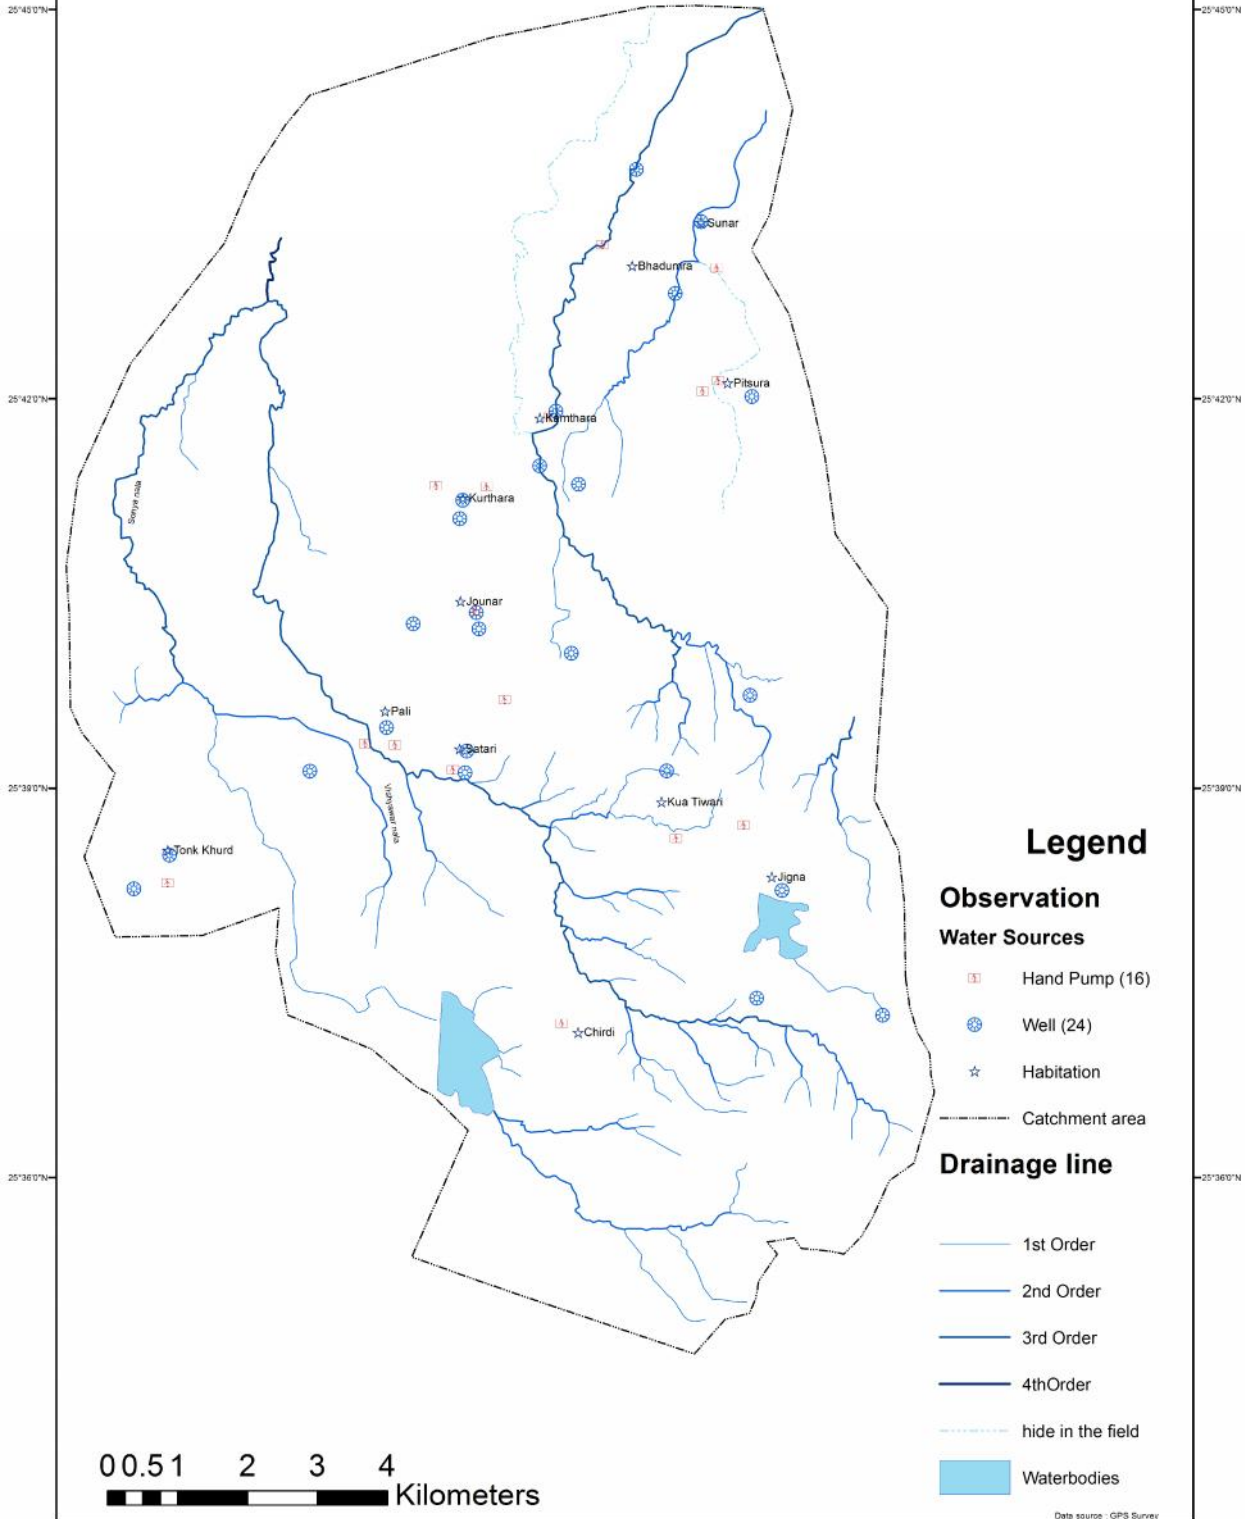 25°45'0"N
25°45'0"N
Sunar
Bhadumra
Pitsura
25°42'0"N
25°42'0"N
Kemthara
Kurthara
Sonya nala
Jounar
Pali
Satari
25°39'0"N
25°39'0"N
Kua Tiwari
Tonk Khurd
Jigna
Chirdi
25°36'0"N
25°36'0"N
Legend
Observation
Water Sources
Hand Pump (16)
Well (24)
Habitation
Catchment area
Drainage line
1st Order
2nd Order
3rd Order
4thOrder
hide in the field
Waterbodies
0 0.5 1 2 3 4
Kilometers
Data source : GPS Survey